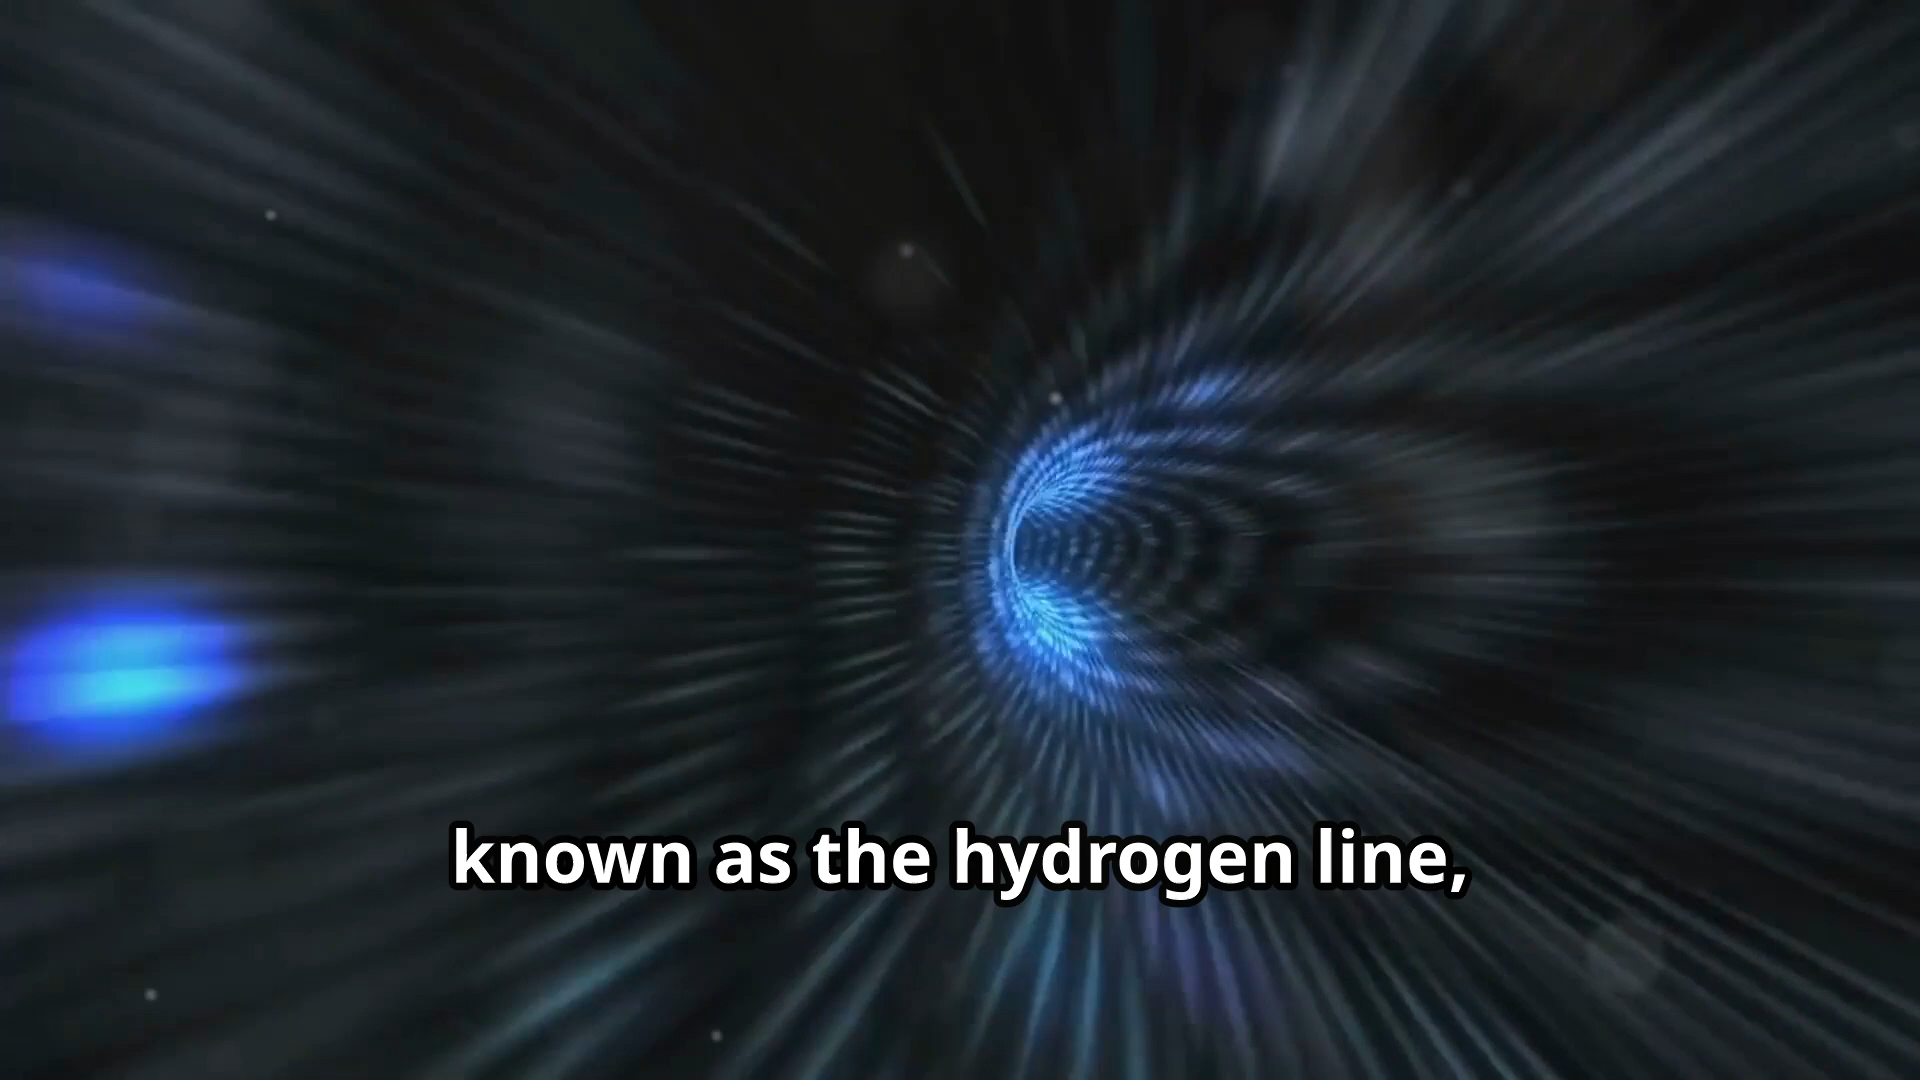 known as the hydrogen line,